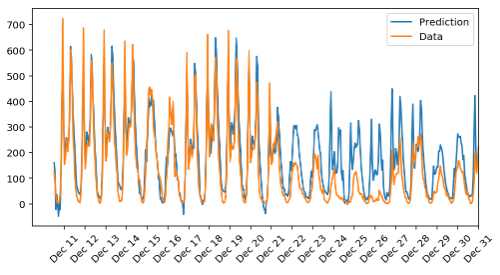 Prediction
Data
700
600
500
400
300
200
100
0
Dec 11
Dec 12
Dec 13
Dec 14
Dec 15
Dec 16
Dec 17
Dec 18
Dec 19
Dec 20
Dec 21
Dec 22
Dec 23
Dec 24
Dec 25
Dec 26
Dec 27
Dec 28
Dec 29
Dec 30
Dec 31